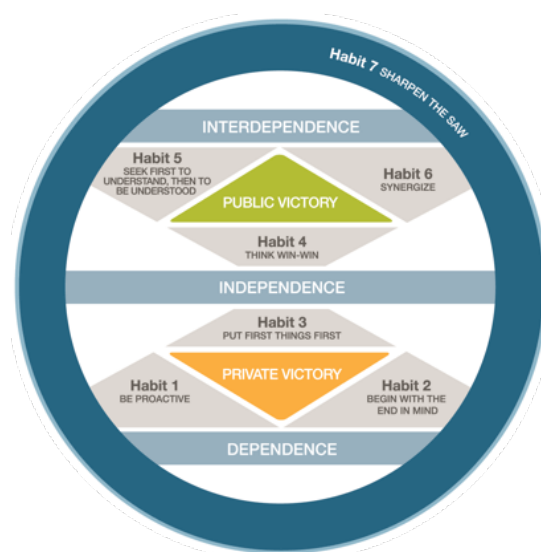 Habit 7 SHARPEN THE SAW
INTERDEPENDENCE
Habit 5
SEEK FIRST TO
UNDERSTAND, THEN TO
BE UNDERSTOOD
Habit 6
SYNERGIZE
PUBLIC VICTORY
Habit 4
THINK WIN-WIN
INDEPENDENCE
Habit 3
PUT FIRST THINGS FIRST
PRIVATE VICTORY
Habit 1
BE PROACTIVE
Habit 2
BEGIN WITH THE
END IN MIND
DEPENDENCE